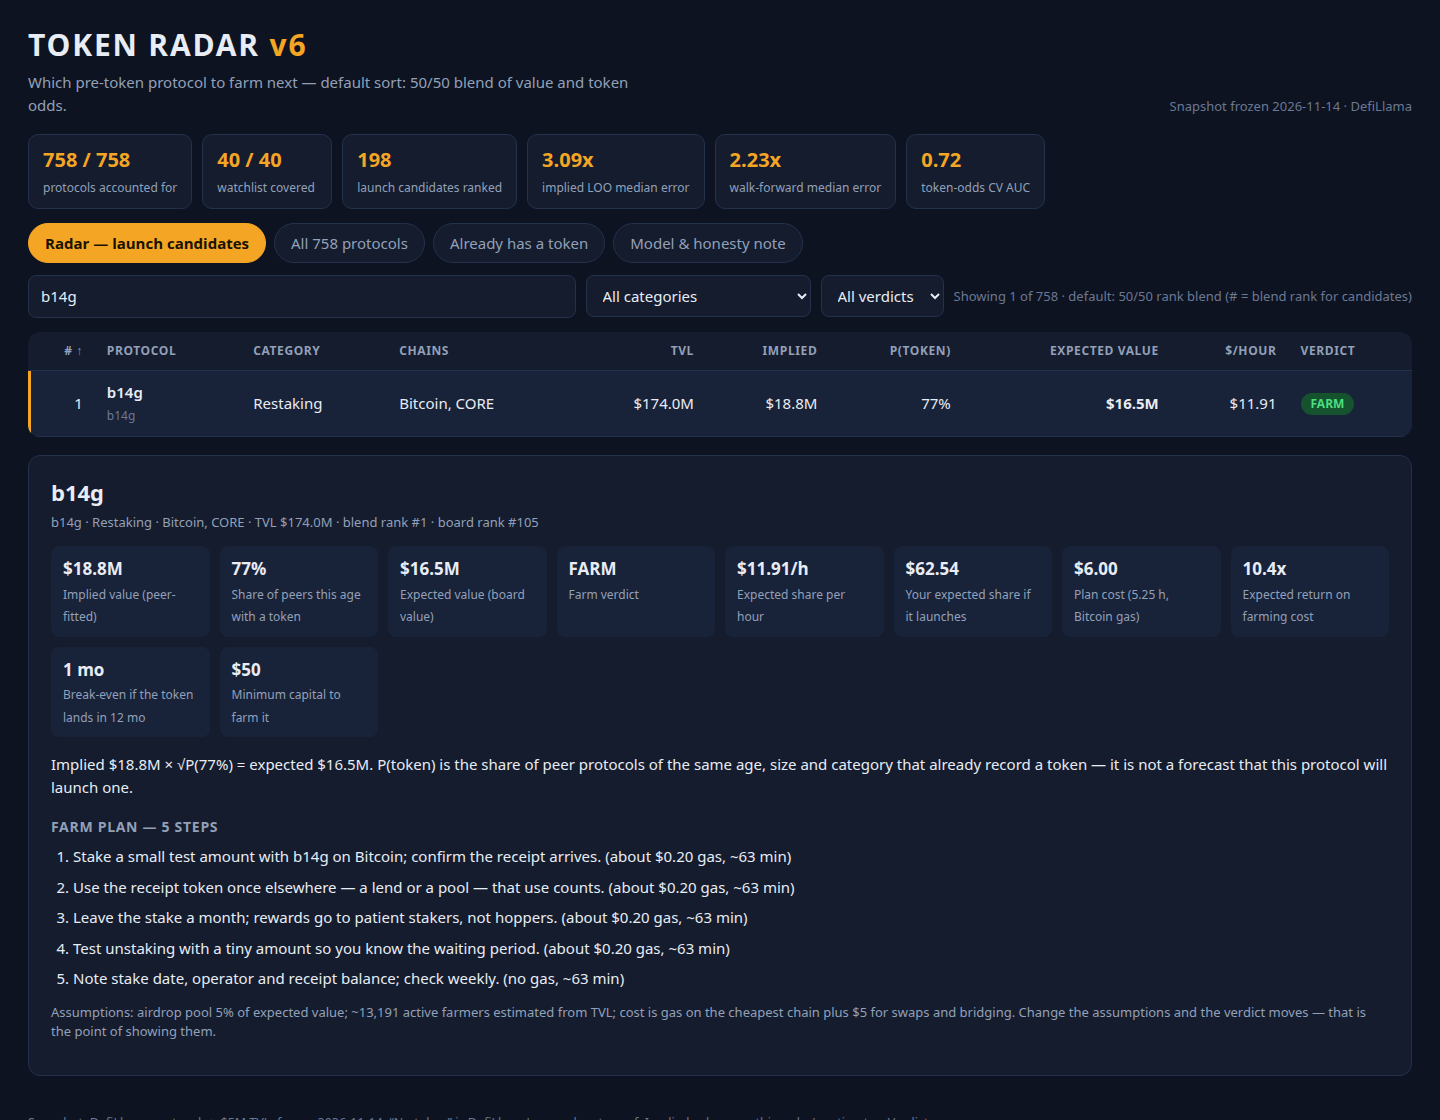 TOKEN RADAR v6
Which pre-token protocol to farm next — default sort: 50/50 blend of value and token
odds.
Snapshot frozen 2026-11-14 · DefiLlama
758 / 758
protocols accounted for
40 / 40
watchlist covered
198
launch candidates ranked
3.09x
implied LOO median error
2.23x
walk-forward median error
0.72
token-odds CV AUC
Radar — launch candidates
All 758 protocols
Already has a token
Model & honesty note
b14g
All categories
All verdicts
Showing 1 of 758 · default: 50/50 rank blend (# = blend rank for candidates)
# ↑ PROTOCOL CATEGORY CHAINS TVL IMPLIED P(TOKEN) EXPECTED VALUE $/HOUR VERDICT
1 b14g Restaking Bitcoin, CORE $174.0M $18.8M 77% $16.5M $11.91 FARM
b14g
b14g
b14g · Restaking · Bitcoin, CORE · TVL $174.0M · blend rank #1 · board rank #105
$18.8M
Implied value (peer-
fitted)
77%
Share of peers this age
with a token
$16.5M
Expected value (board
value)
FARM
Farm verdict
$11.91/h
Expected share per
hour
$62.54
Your expected share if
it launches
$6.00
Plan cost (5.25 h,
Bitcoin gas)
10.4x
Expected return on
farming cost
1 mo
Break-even if the token
lands in 12 mo
$50
Minimum capital to
farm it
Implied $18.8M × √P(77%) = expected $16.5M. P(token) is the share of peer protocols of the same age, size and category that already record a token — it is not a forecast that this protocol will
launch one.
FARM PLAN — 5 STEPS
1. Stake a small test amount with b14g on Bitcoin; confirm the receipt arrives. (about $0.20 gas, ~63 min)
2. Use the receipt token once elsewhere — a lend or a pool — that use counts. (about $0.20 gas, ~63 min)
3. Leave the stake a month; rewards go to patient stakers, not hoppers. (about $0.20 gas, ~63 min)
4. Test unstaking with a tiny amount so you know the waiting period. (about $0.20 gas, ~63 min)
5. Note stake date, operator and receipt balance; check weekly. (no gas, ~63 min)
Assumptions: airdrop pool 5% of expected value; ~13,191 active farmers estimated from TVL; cost is gas on the cheapest chain plus $5 for swaps and bridging. Change the assumptions and the verdict moves — that is
the point of showing them.